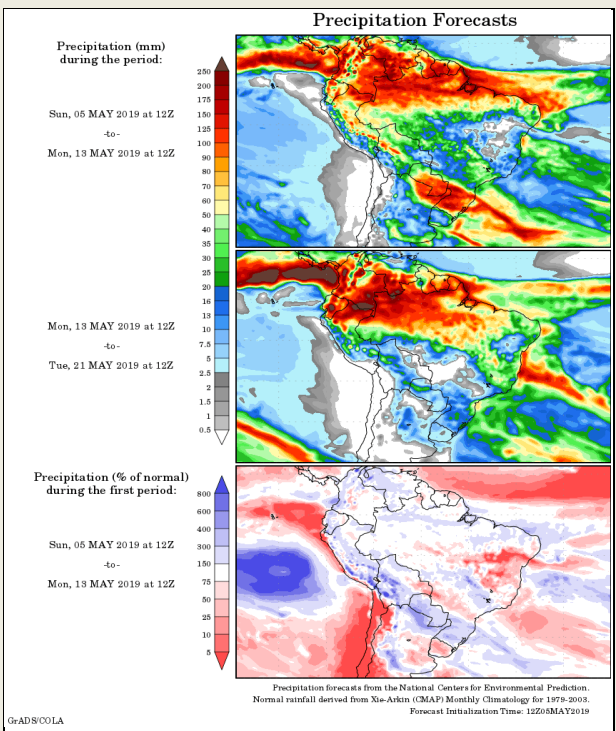 Precipitation Forecasts
Precipitation (mm)
during the period:
Sun, 05 MAY 2019 at 12Z
-to-
Mon, 13 MAY 2019 at 12Z
250
200
175
150
125
100
90
80
70
60
50
40
35
30
25
20
16
13
10
7.5
5
2.5
2
1.5
1
0.5
Mon, 13 MAY 2019 at 12Z
-to-
Tue, 21 MAY 2019 at 12Z
Precipitation (% of normal)
during the first period:
Sun, 05 MAY 2019 at 12Z
-to-
Mon, 13 MAY 2019 at 12Z
800
600
400
300
150
75
50
25
10
5
Precipitation forecasts from the National Centers for Environmental Prediction.
Normal rainfall derived from Xie-Arkin (CMAP) Monthly Climatology for 1979-2003.
Forecast Initialization Time: 12Z05MAY2019
GrADS/COLA